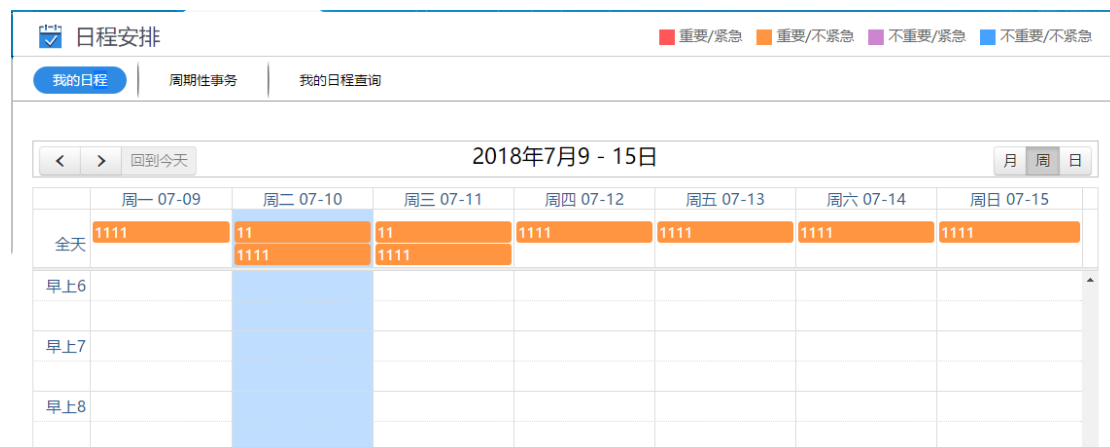 日程安排
重要/紧急 重要/不紧急 不重要/紧急 不重要/不紧急
我的日程 周期性事务 我的日程查询
回到今天 2018年7月9 - 15日 月 周 日
周一 07-09 周二 07-10 周三 07-11 周四 07-12 周五 07-13 周六 07-14 周日 07-15
全天
1111 11 11 1111 1111 1111 1111
1111 1111
早上6
早上7
早上8